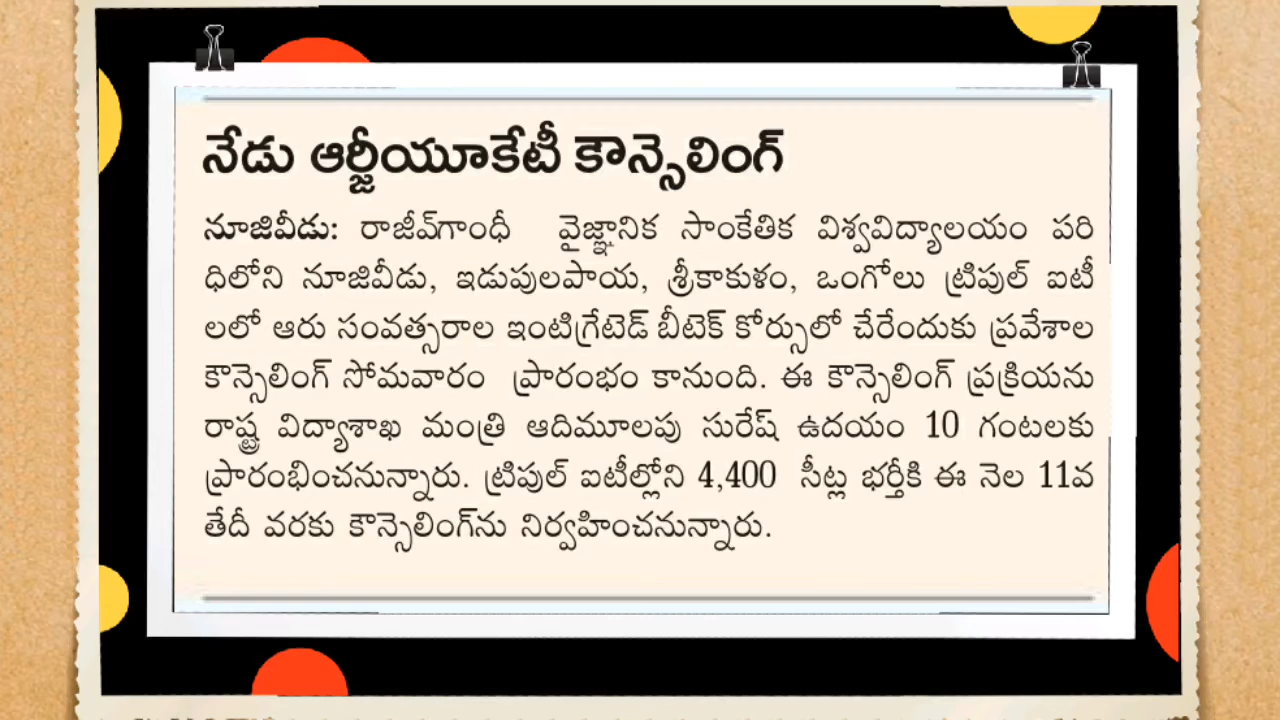 నేడు ఆర్జీయూకేటీ కౌన్సెలింగ్
నూజివీడు: రాజీవ్‌గాంధీ వైజ్ఞానిక సాంకేతిక విశ్వవిద్యాలయం పరి
ధిలోని నూజివీడు, ఇడుపులపాయ, శ్రీకాకుళం, ఒంగోలు ట్రిపుల్ ఐటీ
లలో ఆరు సంవత్సరాల ఇంటిగ్రేటెడ్ బీటెక్ కోర్సులో చేరేందుకు ప్రవేశాల
కౌన్సెలింగ్ సోమవారం ప్రారంభం కానుంది. ఈ కౌన్సెలింగ్ ప్రక్రియను
రాష్ట్ర విద్యాశాఖ మంత్రి ఆదిమూలపు సురేష్ ఉదయం 10 గంటలకు
ప్రారంభించనున్నారు. ట్రిపుల్ ఐటీల్లోని 4,400 సీట్ల భర్తీకి ఈ నెల 11వ
తేదీ వరకు కౌన్సెలింగ్‌ను నిర్వహించనున్నారు.